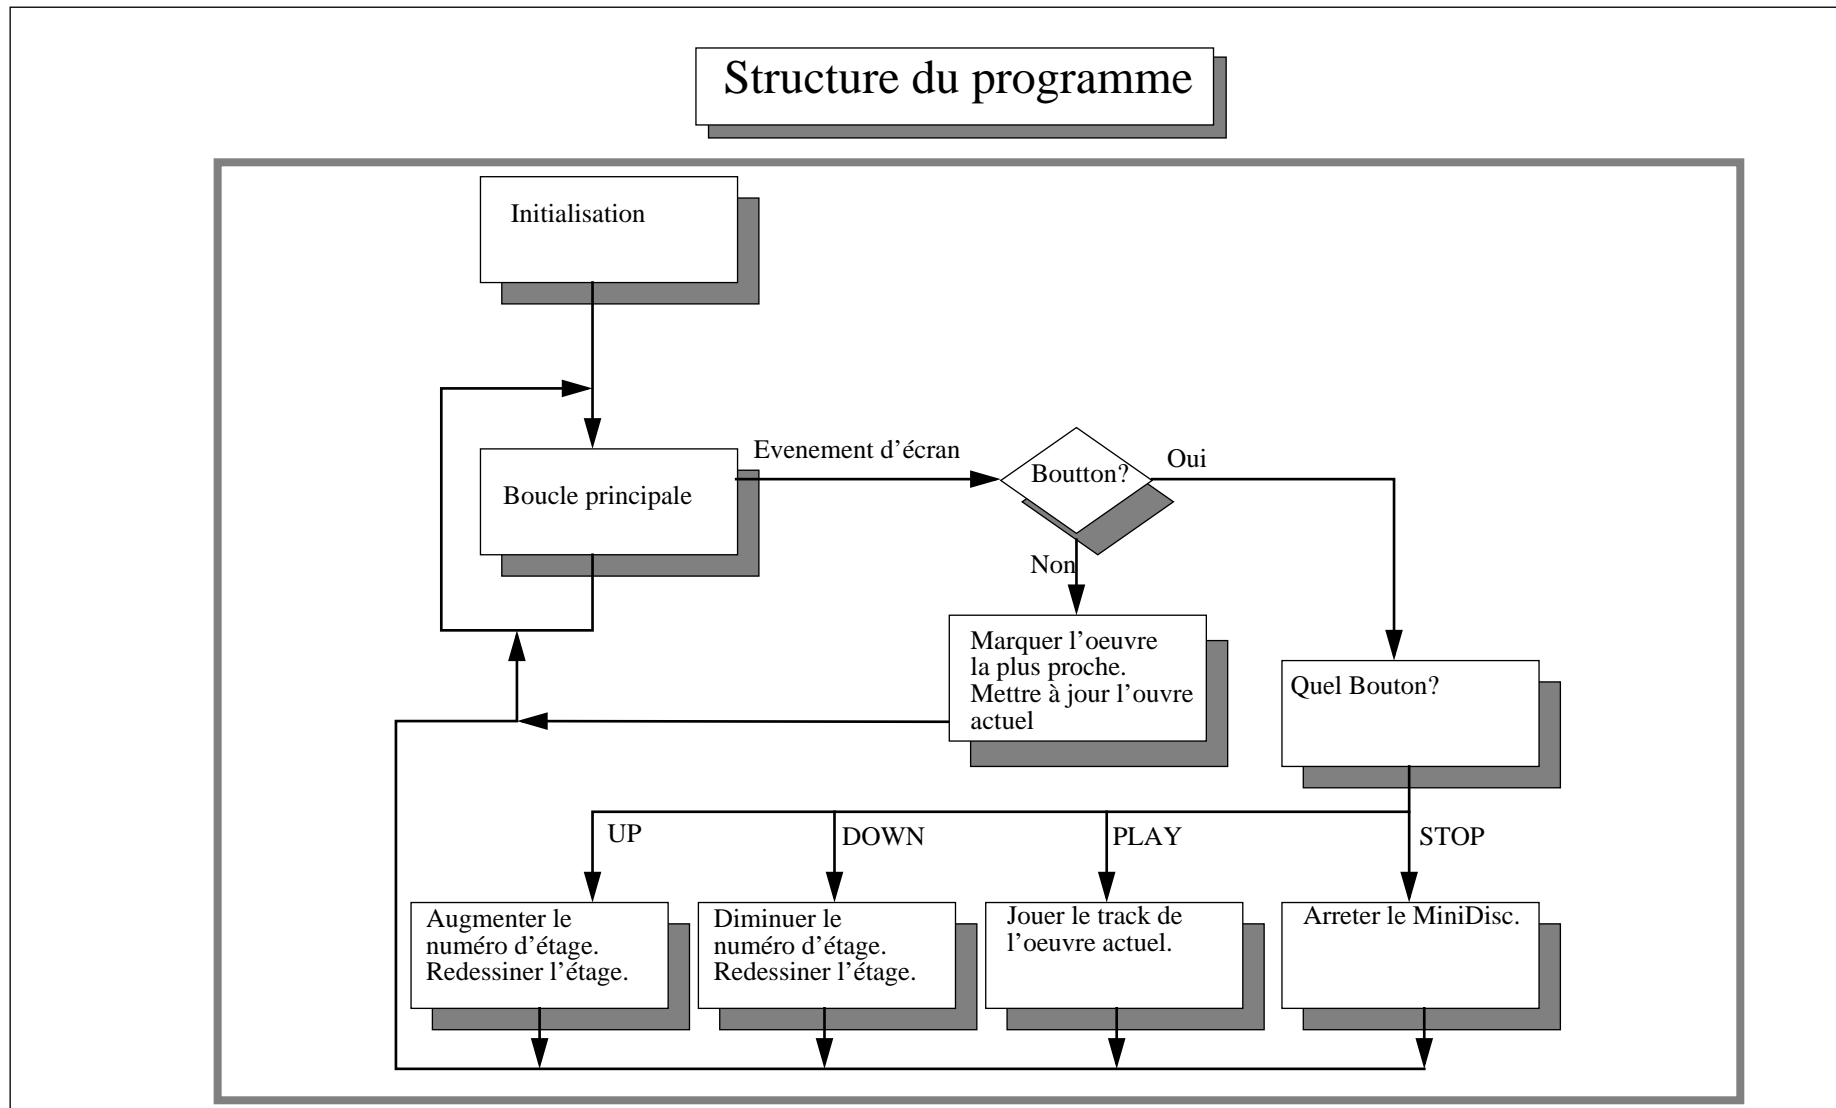 Structure du programme
Initialisation
Evenement d’écran
Boutton?
Oui
Boucle principale
Non
Marquer l’oeuvre
la plus proche.
Mettre à jour l’ouvre
actuel
Quel Bouton?
UP
DOWN
PLAY
STOP
Augmenter le
numéro d’étage.
Redessiner l’étage.
Diminuer le
numéro d’étage.
Redessiner l’étage.
Jouer le track de
l’oeuvre actuel.
Arreter le MiniDisc.